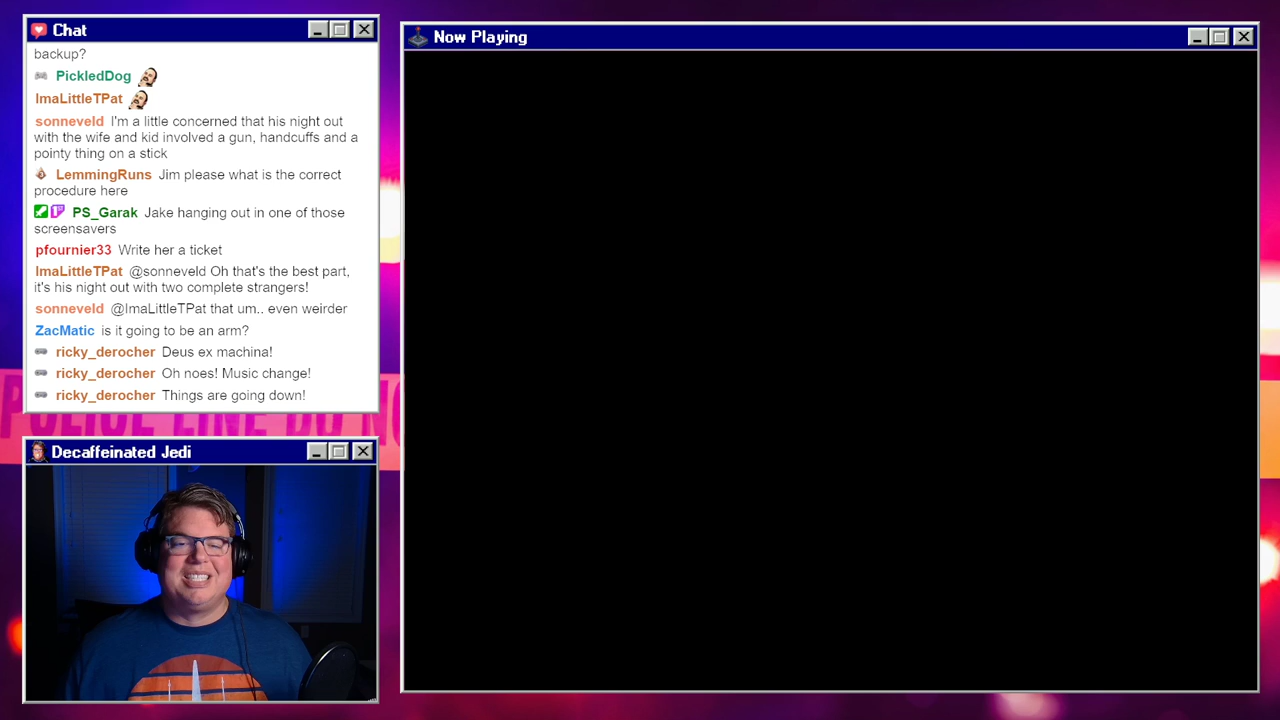 Chat
backup?
PickledDog
ImaLittleTPat
sonneveld I'm a little concerned that his night out
with the wife and kid involved a gun, handcuffs and a
pointy thing on a stick
LemmingRuns Jim please what is the correct
procedure here
PS_Garak Jake hanging out in one of those
screensavers
pfournier33 Write her a ticket
ImaLittleTPat @sonneveld Oh that's the best part,
it's his night out with two complete strangers!
sonneveld @ImaLittleTPat that um.. even weirder
ZacMatic is it going to be an arm?
ricky_derocher Deus ex machina!
ricky_derocher Oh noes! Music change!
ricky_derocher Things are going down!
Now Playing
POLICE LINE DO NO
Decaffeinated Jedi